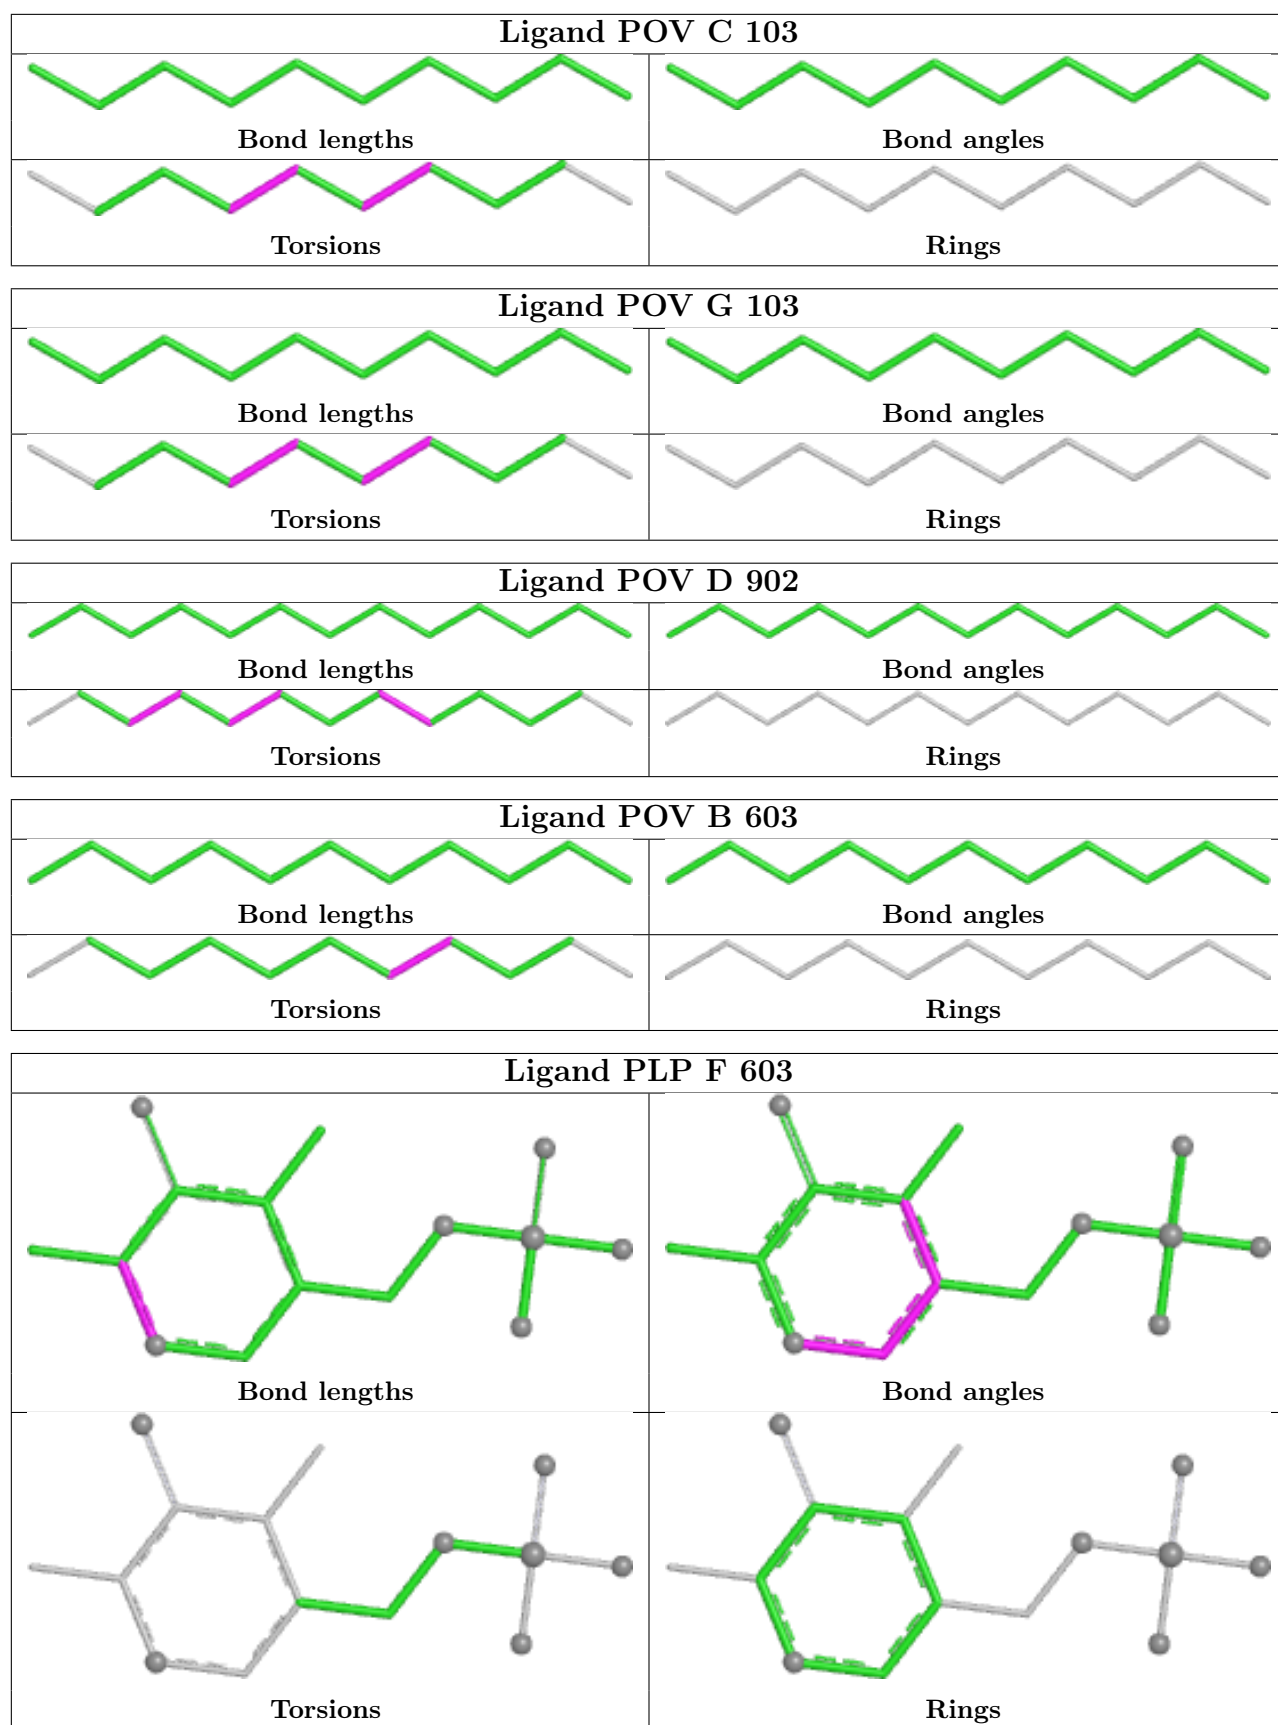 Ligand POV C 103
Bond lengths Bond angles
Torsions Rings
Ligand POV G 103
Bond lengths Bond angles
Torsions Rings
Ligand POV D 902
Bond lengths Bond angles
Torsions Rings
Ligand POV B 603
Bond lengths Bond angles
Torsions Rings
Ligand PLP F 603
Bond lengths Bond angles
Torsions Rings